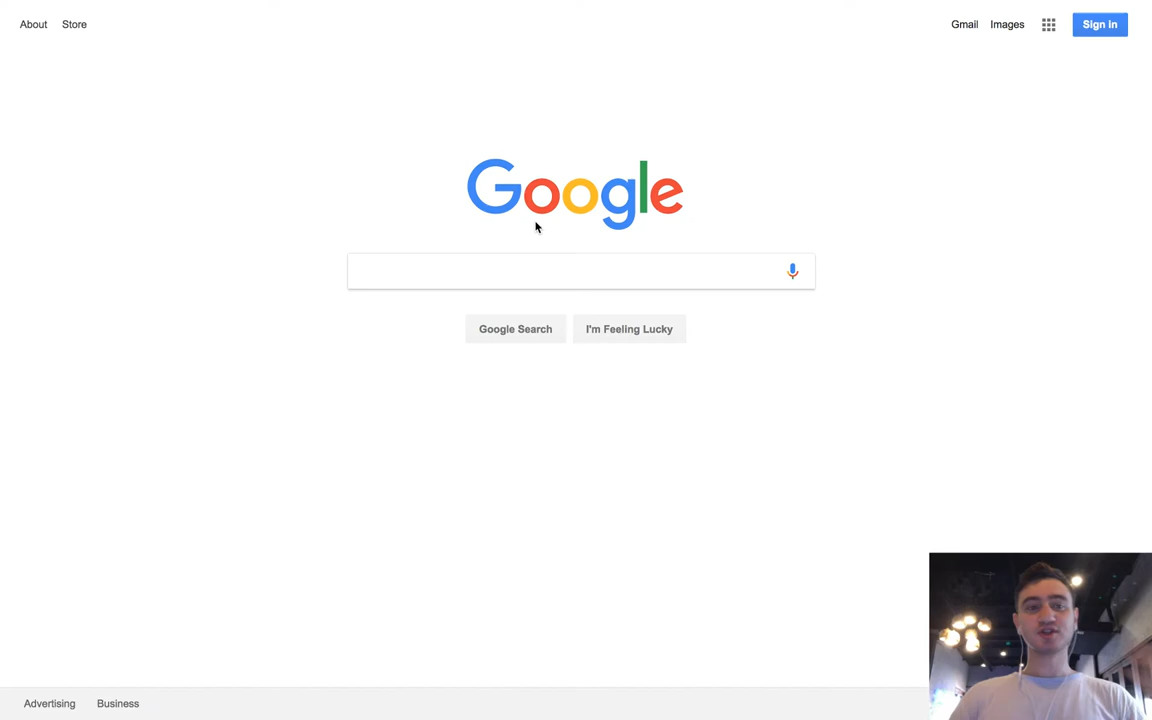 About Store
Gmail Images Sign In
Google
Google Search I'm Feeling Lucky
Advertising Business